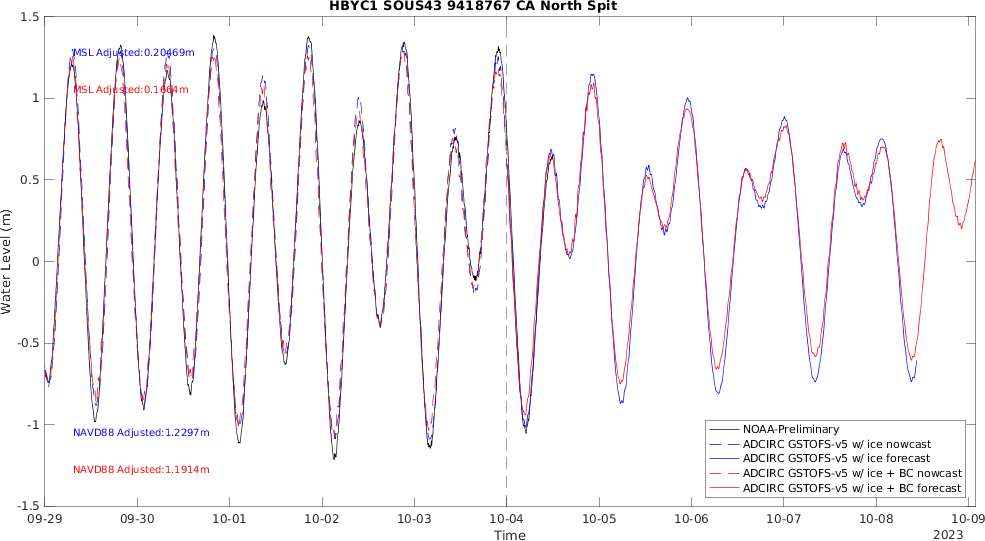 HBYC1 SOUS43 9418767 CA North Spit
1.5
1
0.5
0
-0.5
-1
-1.5
Water Level (m)
MSL Adjusted:0.20469m
MSL Adjusted:0.1664m
NAVD88 Adjusted:1.2297m
NAVD88 Adjusted:1.1914m
NOAA-Preliminary
ADCIRC GSTOFS-v5 w/ ice nowcast
ADCIRC GSTOFS-v5 w/ ice forecast
ADCIRC GSTOFS-v5 w/ ice + BC nowcast
ADCIRC GSTOFS-v5 w/ ice + BC forecast
09-29 09-30 10-01 10-02 10-03 10-04 10-05 10-06 10-07 10-08 10-09
Time
2023